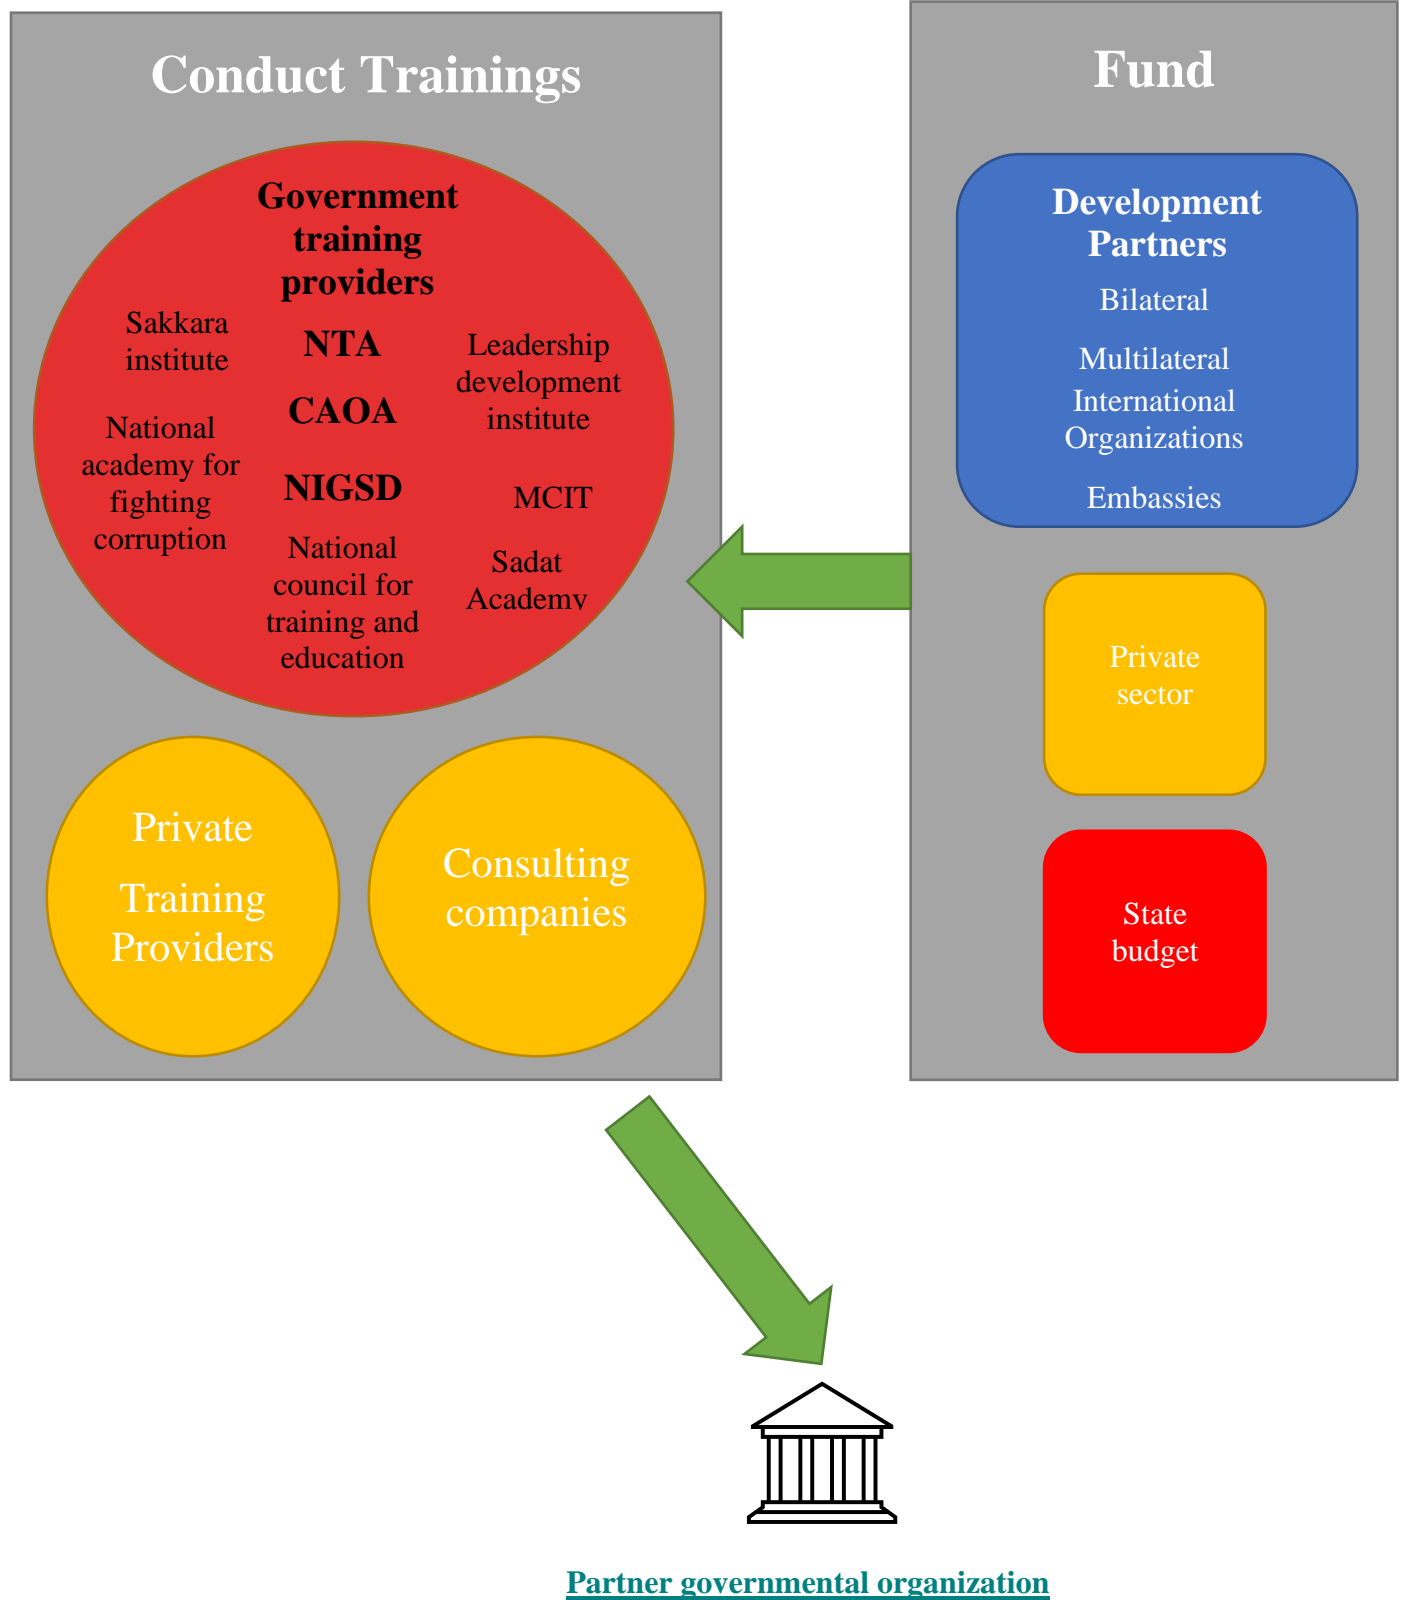 Conduct Trainings
Government
training
providers
Sakkara
institute
National
academy for
fighting
corruption
NTA
CAOA
NIGSD
National
council for
training and
education
Leadership
development
institute
MCIT
Sadat
Academy
Private
Training
Providers
Consulting
companies
Fund
Development
Partners
Bilateral
Multilateral
International
Organizations
Embassies
Private
sector
State
budget
Partner governmental organization